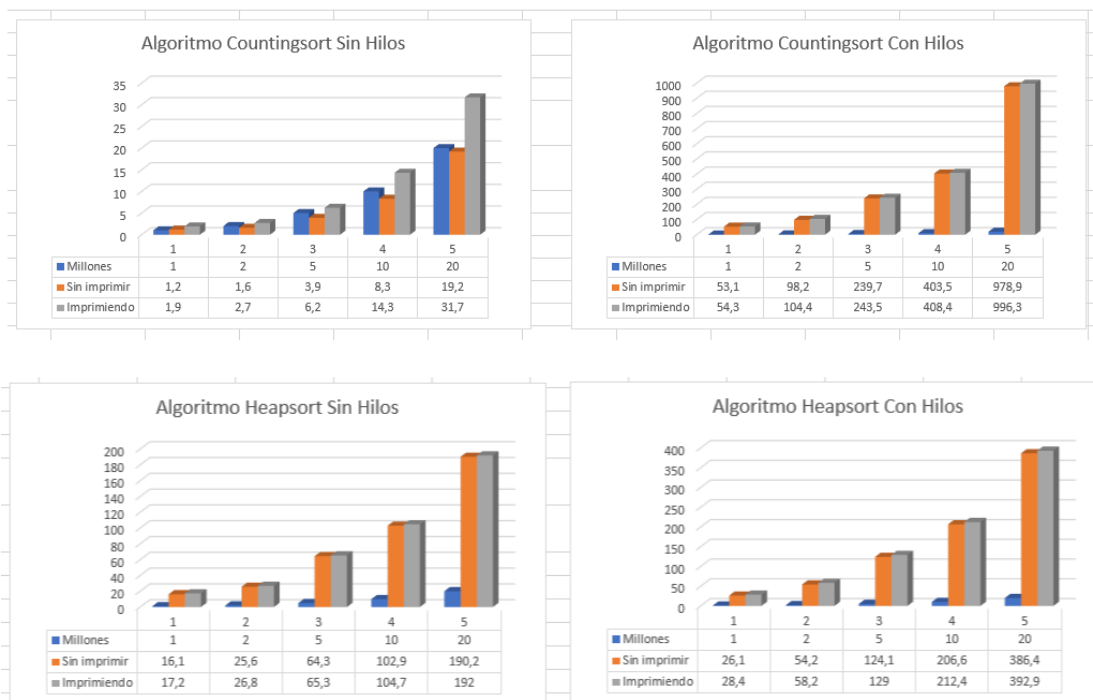 Algoritmo Countingsort Sin Hilos
35
30
25
20
15
10
5
0
1 2 3 4 5
Millones 1 2 5 10 20
Sin imprimir 1,2 1,6 3,9 8,3 19,2
Imprimiendo 1,9 2,7 6,2 14,3 31,7
Algoritmo Countingsort Con Hilos
1000
900
800
700
600
500
400
300
200
100
0
1 2 3 4 5
Millones 1 2 5 10 20
Sin imprimir 53,1 98,2 239,7 403,5 978,9
Imprimiendo 54,3 104,4 243,5 408,4 996,3
Algoritmo Heapsort Sin Hilos
200
180
160
140
120
100
80
60
40
20
0
1 2 3 4 5
Millones 1 2 5 10 20
Sin imprimir 16,1 25,6 64,3 102,9 190,2
Imprimiendo 17,2 26,8 65,3 104,7 192
Algoritmo Heapsort Con Hilos
400
350
300
250
200
150
100
50
0
1 2 3 4 5
Millones 1 2 5 10 20
Sin imprimir 26,1 54,2 124,1 206,6 386,4
Imprimiendo 28,4 58,2 129 212,4 392,9